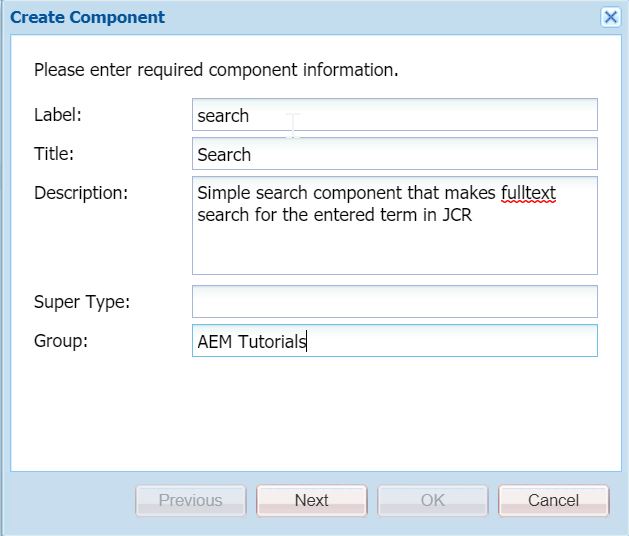 Create Component
Please enter required component information.
Label: search
Title: Search
Description: Simple search component that makes fulltext
search for the entered term in JCR
Super Type:
Group: AEM Tutorials
Previous Next OK Cancel